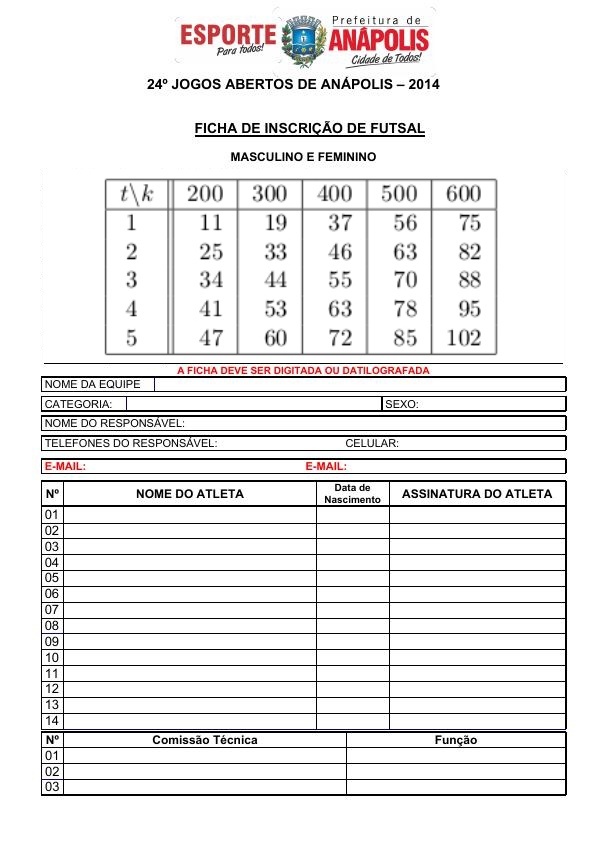 ESPORTE
Para todos!
Prefeitura de
ANÁPOLIS
Cidade de Todos!
24º JOGOS ABERTOS DE ANÁPOLIS – 2014
FICHA DE INSCRIÇÃO DE FUTSAL
MASCULINO E FEMININO
t\k 200 300 400 500 600
1 11 19 37 56 75
2 25 33 46 63 82
3 34 44 55 70 88
4 41 53 63 78 95
5 47 60 72 85 102
A FICHA DEVE SER DIGITADA OU DATILOGRAFADA
NOME DA EQUIPE
CATEGORIA: SEXO:
NOME DO RESPONSÁVEL:
TELEFONES DO RESPONSÁVEL: CELULAR:
E-MAIL: E-MAIL:
Nº NOME DO ATLETA Data de Nascimento ASSINATURA DO ATLETA
01
02
03
04
05
06
07
08
09
10
11
12
13
14
Nº Comissão Técnica Função
01
02
03